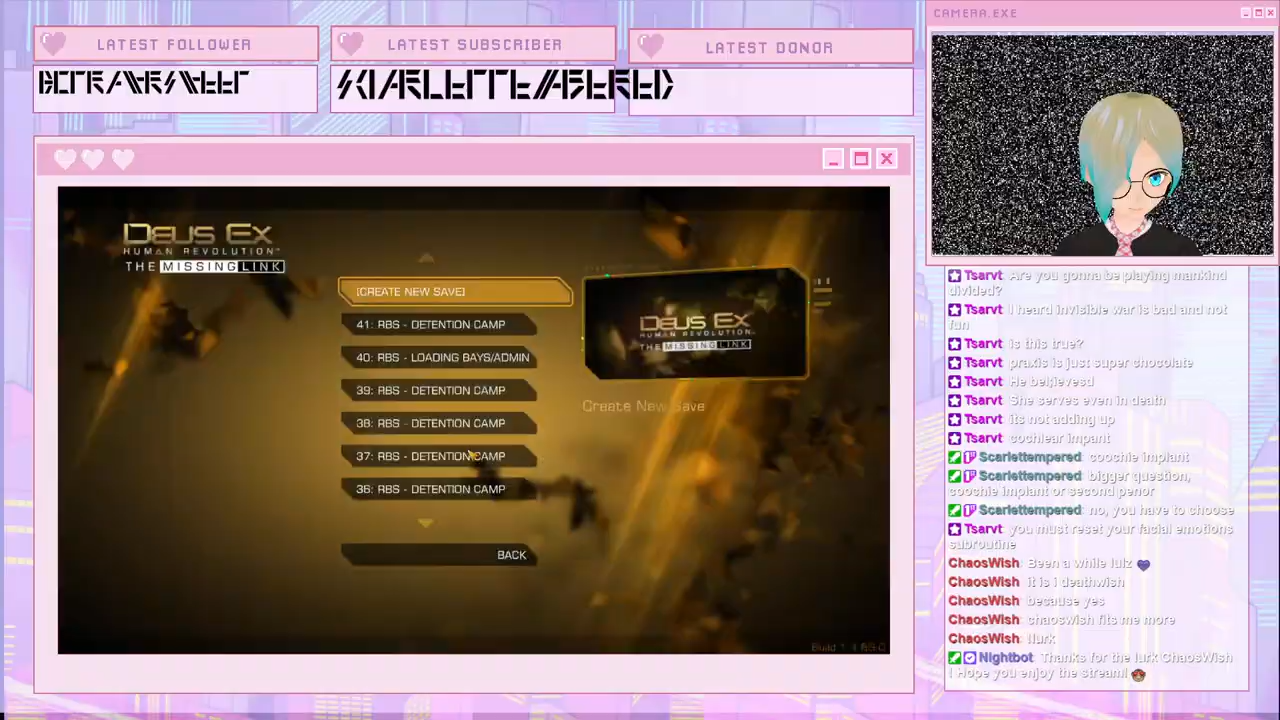 CAMERA.EXE
LATEST FOLLOWER
LATEST SUBSCRIBER
LATEST DONOR
DEUS EX
HUMAN REVOLUTION™
THE MISSING LINK
[CREATE NEW SAVE]
41: RBS - DETENTION CAMP
40: RBS - LOADING BAYS/ADMIN
39: RBS - DETENTION CAMP
38: RBS - DETENTION CAMP
37: RBS - DETENTION CAMP
36: RBS - DETENTION CAMP
BACK
DEUS EX
HUMAN REVOLUTION
THE MISSING LINK
Create New Save
Tsarvt Are you gonna be playing mankind
divided?
Tsarvt I heard invisible war is bad and not
fun
Tsarvt Is this true?
Tsarvt praxis is just super chocolate
Tsarvt He beljevesd
Tsarvt She serves even in death
Tsarvt its not adding up
Tsarvt cochlear impant
Scarlettempered coochie implant
Scarlettempered bigger question,
coochie implant or second penor
Scarlettempered no, you have to choose
Tsarvt you must reset your facial emotions
subroutine
ChaosWish Been a while lulz
ChaosWish it is i deathwish
ChaosWish because yes
ChaosWish chaoswish fits me more
ChaosWish !lurk
Nightbot Thanks for the lurk ChaosWish
! Hope you enjoy the stream!